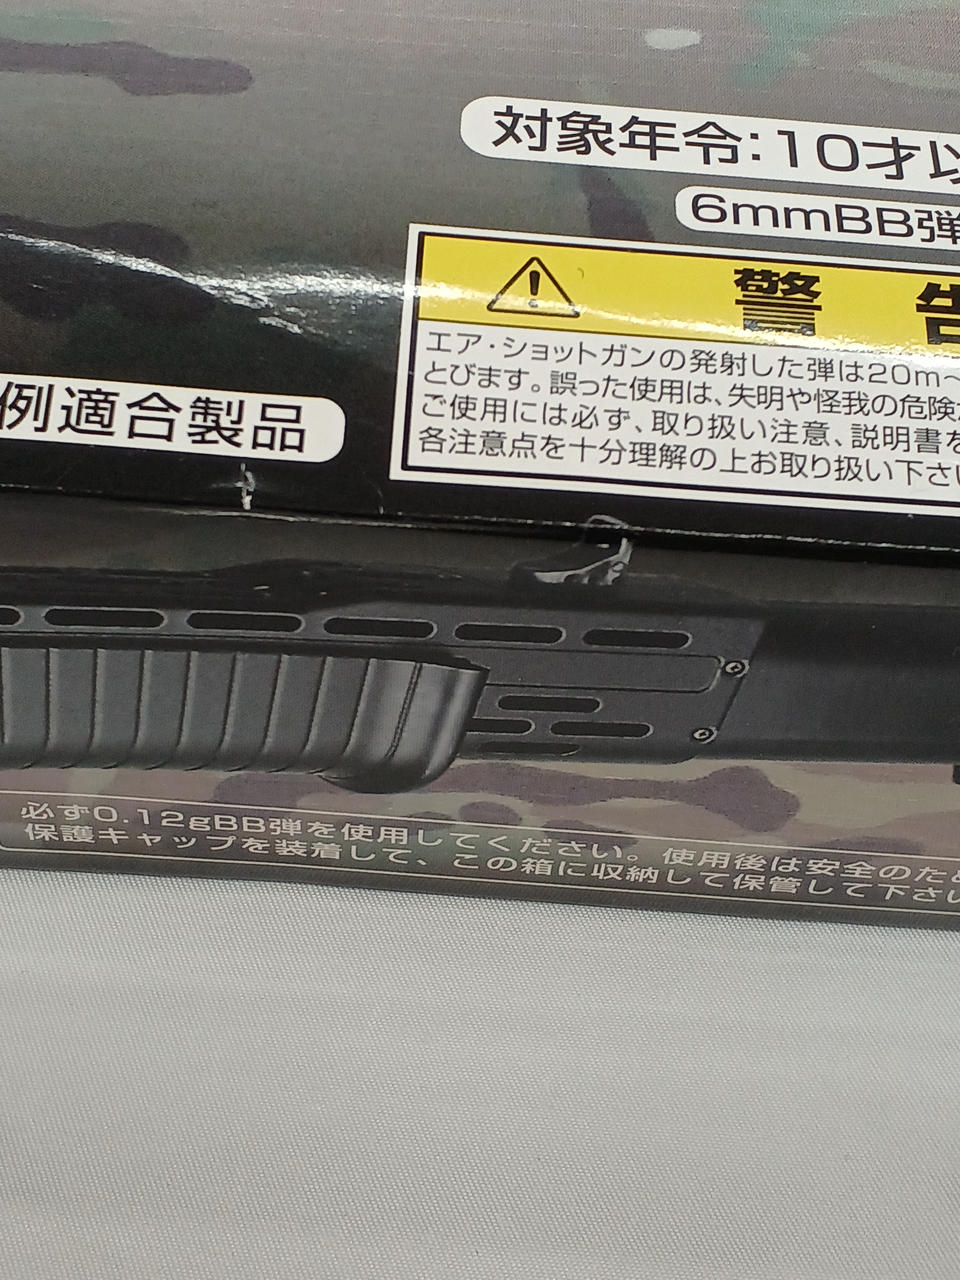 対象年令:10才以
6mmBB弾
警告
エア・ショットガンの発射した弾は20m〜
とびます。誤った使用は、失明や怪我の危険が
ご使用には必ず、取り扱い注意、説明書を
各注意点を十分理解の上お取り扱い下さい
例適合製品
必ず0.12gBB弾を使用してください。使用後は安全のため
保護キャップを装着して、この箱に収納して保管して下さい